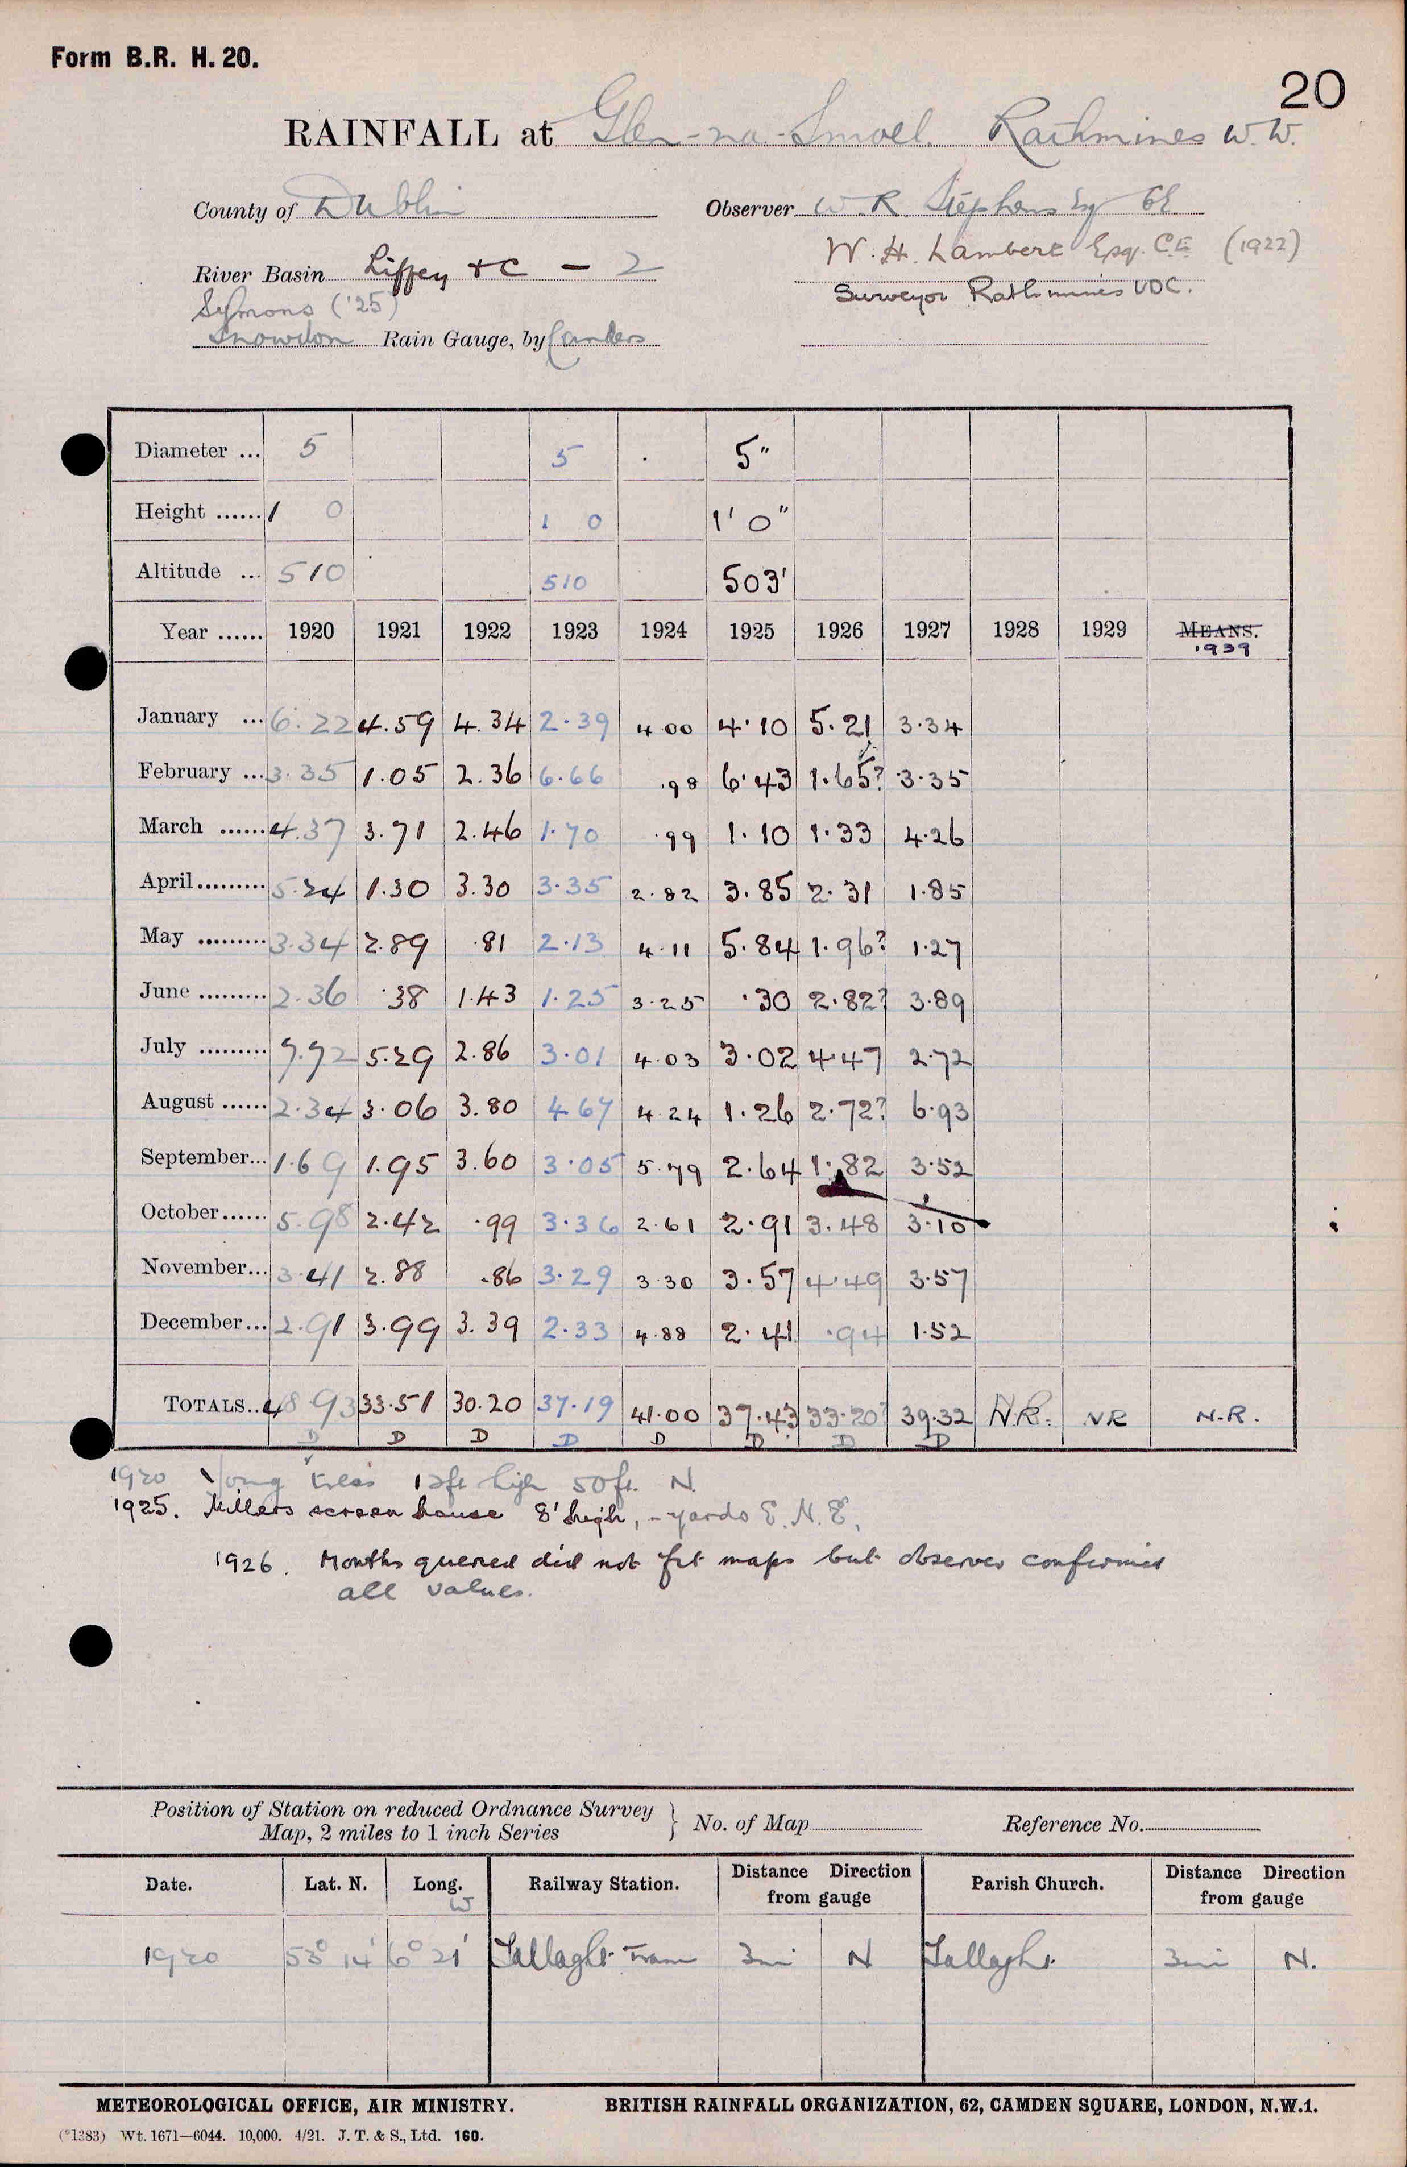 Form B.R. H. 20.
20
RAINFALL at Glen-na-Smoel. Rathmines W.W.
County of Dublin Observer W. R Stephens Esq CE
W. H. Lambert Esq. C.E. (1922)
River Basin Liffey + C — 2
Surveyor Rathmines UDC.
Symons ('25)
Snowdon Rain Gauge, by Casella
Diameter ... 5 5 5"
Height ...... 1 0 1 0 1' 0"
Altitude ... 510 510 503'
Year ...... 1920 1921 1922 1923 1924 1925 1926 1927 1928 1929 MEANS.
1939
January ... 6.22 4.59 4.34 2.39 4.00 4.10 5.21 3.34
February ... 3.35 1.05 2.36 6.66 .98 6.43 1.65? 3.35
March ...... 4.37 3.71 2.46 1.70 .99 1.10 1.33 4.26
April ......... 5.24 1.30 3.30 3.35 2.82 3.85 2.31 1.85
May ......... 3.34 2.89 .81 2.13 4.11 5.84 1.96? 1.27
June ......... 2.36 .38 1.43 1.25 3.25 .30 2.82? 3.89
July ......... 7.72 5.29 2.86 3.01 4.03 3.02 4.47 2.72
August ...... 2.34 3.06 3.80 4.67 4.24 1.26 2.72? 6.93
September... 1.69 1.95 3.60 3.05 5.79 2.64 1.82 3.52
October...... 5.98 2.42 .99 3.36 2.61 2.91 3.48 3.10
November... 3.41 2.88 .86 3.29 3.30 3.57 4.49 3.57
December... 2.91 3.99 3.39 2.33 4.88 2.41 .94 1.52
TOTALS... 48.93 33.51 30.20 37.19 41.00 37.43 33.20? 39.32 N.R. NR N.R.
D D D D D D D D
1920 Young trees 12ft high 50ft. N.
1925. Filters screen house 8' high, - yards E.N.E.
1926. Months queried did not fit maps but observer confirmed
all values.
Position of Station on reduced Ordnance Survey
Map, 2 miles to 1 inch Series } No. of Map Reference No.
Date. Lat. N. Long. W Railway Station. Distance Direction from gauge Parish Church. Distance Direction from gauge
1920 53° 14' 6° 21' Tallaght Tram 3mi N Tallaght. 3mi N.
METEOROLOGICAL OFFICE, AIR MINISTRY. BRITISH RAINFALL ORGANIZATION, 62, CAMDEN SQUARE, LONDON, N.W.1.
(*1383) Wt. 1671—6044. 10,000. 4/21. J. T. & S., Ltd. 160.